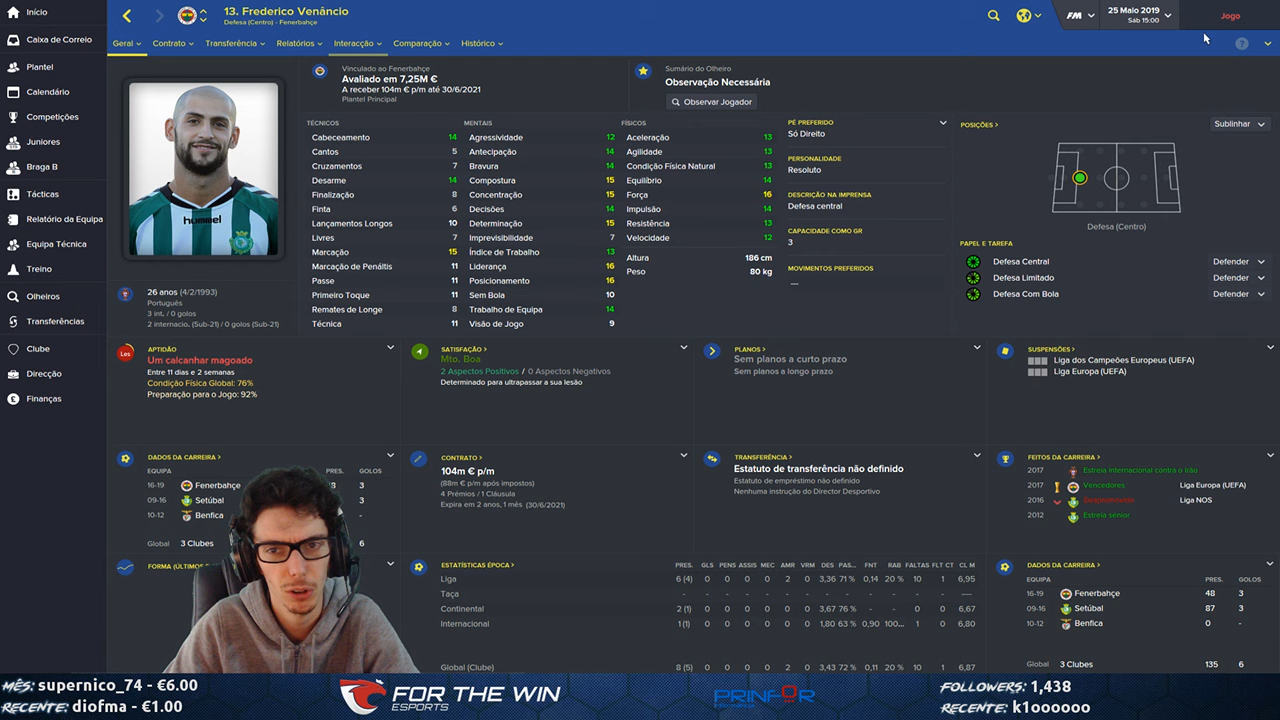 Início
Caixa de Correio
Plantel
Calendário
Competições
Juniores
Braga B
Tácticas
Relatório da Equipa
Equipa Técnica
Treino
Olheiros
Transferências
Clube
Direcção
Finanças
13. Frederico Venâncio
Defesa (Centro) - Fenerbahçe
FM
25 Maio 2019
Sáb 15:00
Jogo
Geral
Contrato
Transferência
Relatórios
Interacção
Comparação
Histórico
?
Vinculado ao Fenerbahçe
Avaliado em 7,25M €
A receber 104m € p/m até 30/6/2021
Plantel Principal
Sumário do Olheiro
Observação Necessária
Observar Jogador
hummel
26 anos (4/2/1993)
Português
3 int. / 0 golos
2 internacio. (Sub-21) / 0 golos (Sub-21)
TÉCNICOS
Cabeceamento 14
Cantos 5
Cruzamentos 7
Desarme 14
Finalização 8
Finta 6
Lançamentos Longos 10
Livres 7
Marcação 15
Marcação de Penáltis 11
Passe 11
Primeiro Toque 11
Remates de Longe 8
Técnica 11
MENTAIS
Agressividade 12
Antecipação 14
Bravura 14
Compostura 15
Concentração 15
Decisões 14
Determinação 15
Imprevisibilidade 7
Índice de Trabalho 13
Liderança 16
Posicionamento 16
Sem Bola 10
Trabalho de Equipa 14
Visão de Jogo 9
FÍSICOS
Aceleração 13
Agilidade 13
Condição Física Natural 13
Equilíbrio 14
Força 16
Impulsão 14
Resistência 13
Velocidade 12
Altura 186 cm
Peso 80 kg
PÉ PREFERIDO
Só Direito
PERSONALIDADE
Resoluto
DESCRIÇÃO NA IMPRENSA
Defesa central
CAPACIDADE COMO GR
3
MOVIMENTOS PREFERIDOS
—
POSIÇÕES >
Sublinhar
Defesa (Centro)
PAPEL E TAREFA
Defesa Central Defender
Defesa Limitado Defender
Defesa Com Bola Defender
Les
APTIDÃO
Um calcanhar magoado
Entre 11 dias e 2 semanas
Condição Física Global: 76%
Preparação para o Jogo: 92%
SATISFAÇÃO >
Mto. Boa
2 Aspectos Positivos / 0 Aspectos Negativos
Determinado para ultrapassar a sua lesão
PLANOS >
Sem planos a curto prazo
Sem planos a longo prazo
SUSPENSÕES >
Liga dos Campeões Europeus (UEFA)
Liga Europa (UEFA)
DADOS DA CARREIRA >
EQUIPA PRES. GOLOS
16-19 Fenerbahçe 3
09-16 Setúbal 3
10-12 Benfica -
Global 3 Clubes 6
CONTRATO >
104m € p/m
(88m € p/m após impostos)
4 Prémios / 1 Cláusula
Expira em 2 anos, 1 mês (30/6/2021)
TRANSFERÊNCIA >
Estatuto de transferência não definido
Estatuto de empréstimo não definido
Nenhuma instrução do Director Desportivo
FEITOS DA CARREIRA >
2017 Estreia internacional contra o Irão
2017 Vencedores Liga Europa (UEFA)
2016 Liga NOS
2012 Estreia sénior
FORMA (ÚLTIMOS
ESTATÍSTICAS ÉPOCA > PRES. GLS PENS ASSIS MEC AMR VRM DES PAS... FNT RAB FALTAS FLT CT CL M
Liga 6 (4) 0 0 0 0 2 0 3,36 71 % 0,14 20 % 10 1 6,95
Taça - - - - - - - - - - - - - —
Continental 2 (1) 0 0 0 0 0 0 3,67 76 % - - 0 0 6,67
Internacional 1 (1) 0 0 0 0 0 0 1,80 63 % 0,90 100... 1 0 6,80
Global (Clube) 8 (5) 0 0 0 0 2 0 3,43 72 % 0,11 20 % 10 1 6,87
DADOS DA CARREIRA >
EQUIPA PRES. GOLOS
16-19 Fenerbahçe 48 3
09-16 Setúbal 87 3
10-12 Benfica 0 -
Global 3 Clubes 135 6
MÊS: supernico_74 - €6.00
RECENTE: diofma - €1.00
FOR THE WIN
ESPORTS
PRINFOR
Informática
FOLLOWERS: 1,438
RECENTE: k1oooooo